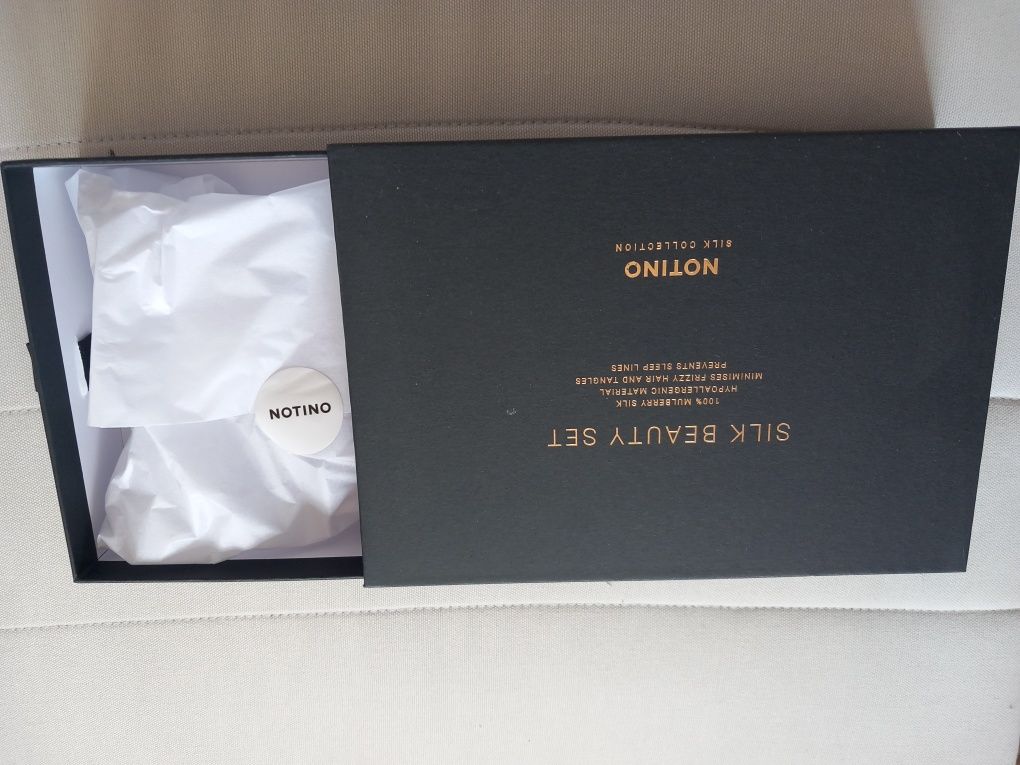 SILK BEAUTY SET
100% MULBERRY SILK
HYPOALLERGENIC MATERIAL
MINIMISES FRIZZY HAIR AND TANGLES
PREVENTS SLEEP LINES
NOTINO
SILK COLLECTION
NOTINO